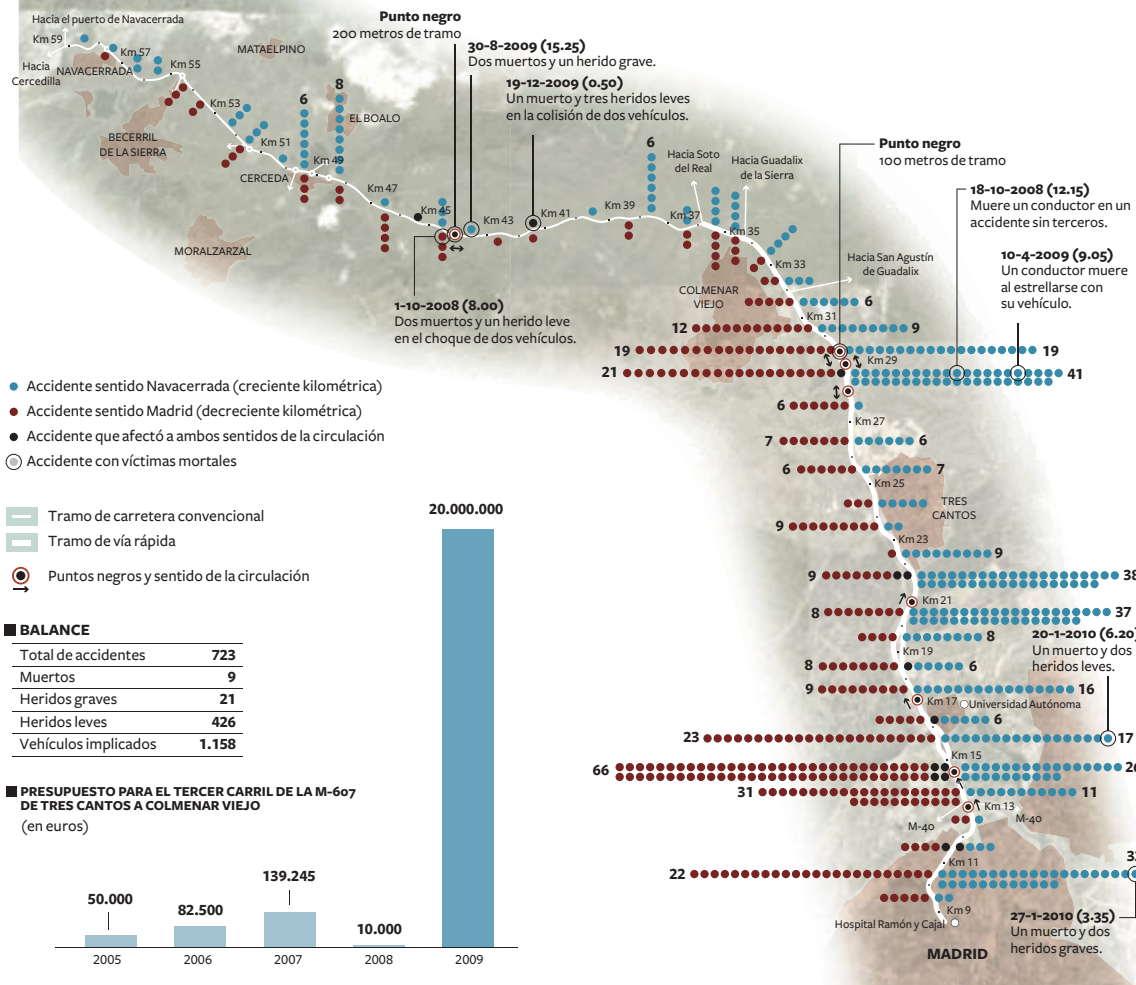 Hacia el puerto de Navacerrada
Km 59
Km 57
Hacia
Cercedilla
NAVACERRADA
Km 55
MATAELPINO
Km 53
BECERRIL
DE LA SIERRA
Km 51
6
8
EL BOALO
CERCEDA
Km 49
MORALZARZAL
Km 47
Km 45
Punto negro
200 metros de tramo
30-8-2009 (15.25)
Dos muertos y un herido grave.
19-12-2009 (0.50)
Un muerto y tres heridos leves
en la colisión de dos vehículos.
Km 43
Km 41
Km 39
6
Km 37
Hacia Soto
del Real
Hacia Guadalix
de la Sierra
Km 35
Km 33
1-10-2008 (8.00)
Dos muertos y un herido leve
en el choque de dos vehículos.
Punto negro
100 metros de tramo
18-10-2008 (12.15)
Muere un conductor en un
accidente sin terceros.
10-4-2009 (9.05)
Un conductor muere
al estrellarse con
su vehículo.
Hacia San Agustín
de Guadalix
COLMENAR
VIEJO
6
Km 31
12
9
19
19
Km 29
21
41
6
Km 27
7
6
6
7
Km 25
TRES
CANTOS
9
Km 23
9
9
38
Km 21
8
37
8
Km 19
20-1-2010 (6.20)
Un muerto y dos
heridos leves.
8
6
9
16
Km 17
Universidad Autónoma
6
23
17
Km 15
66
26
31
11
Km 13
M-40
M-40
Km 11
22
Km 9
Hospital Ramón y Cajal
MADRID
27-1-2010 (3.35)
Un muerto y dos
heridos graves.
Accidente sentido Navacerrada (creciente kilométrica)
Accidente sentido Madrid (decreciente kilométrica)
Accidente que afectó a ambos sentidos de la circulación
Accidente con víctimas mortales
Tramo de carretera convencional
Tramo de vía rápida
Puntos negros y sentido de la circulación
BALANCE
Total de accidentes 723
Muertos 9
Heridos graves 21
Heridos leves 426
Vehículos implicados 1.158
PRESUPUESTO PARA EL TERCER CARRIL DE LA M-607
DE TRES CANTOS A COLMENAR VIEJO
(en euros)
50.000
82.500
139.245
10.000
20.000.000
2005
2006
2007
2008
2009